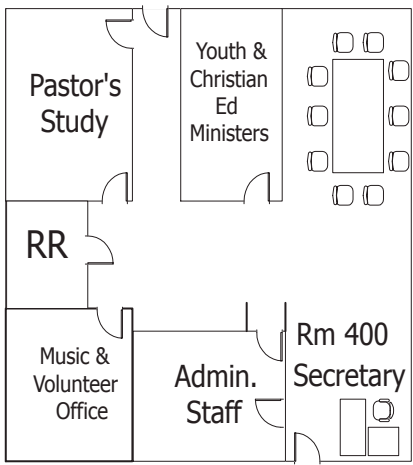 Pastor's
Study
Youth &
Christian
Ed
Ministers
RR
Music &
Volunteer
Office
Admin.
Staff
Rm 400
Secretary